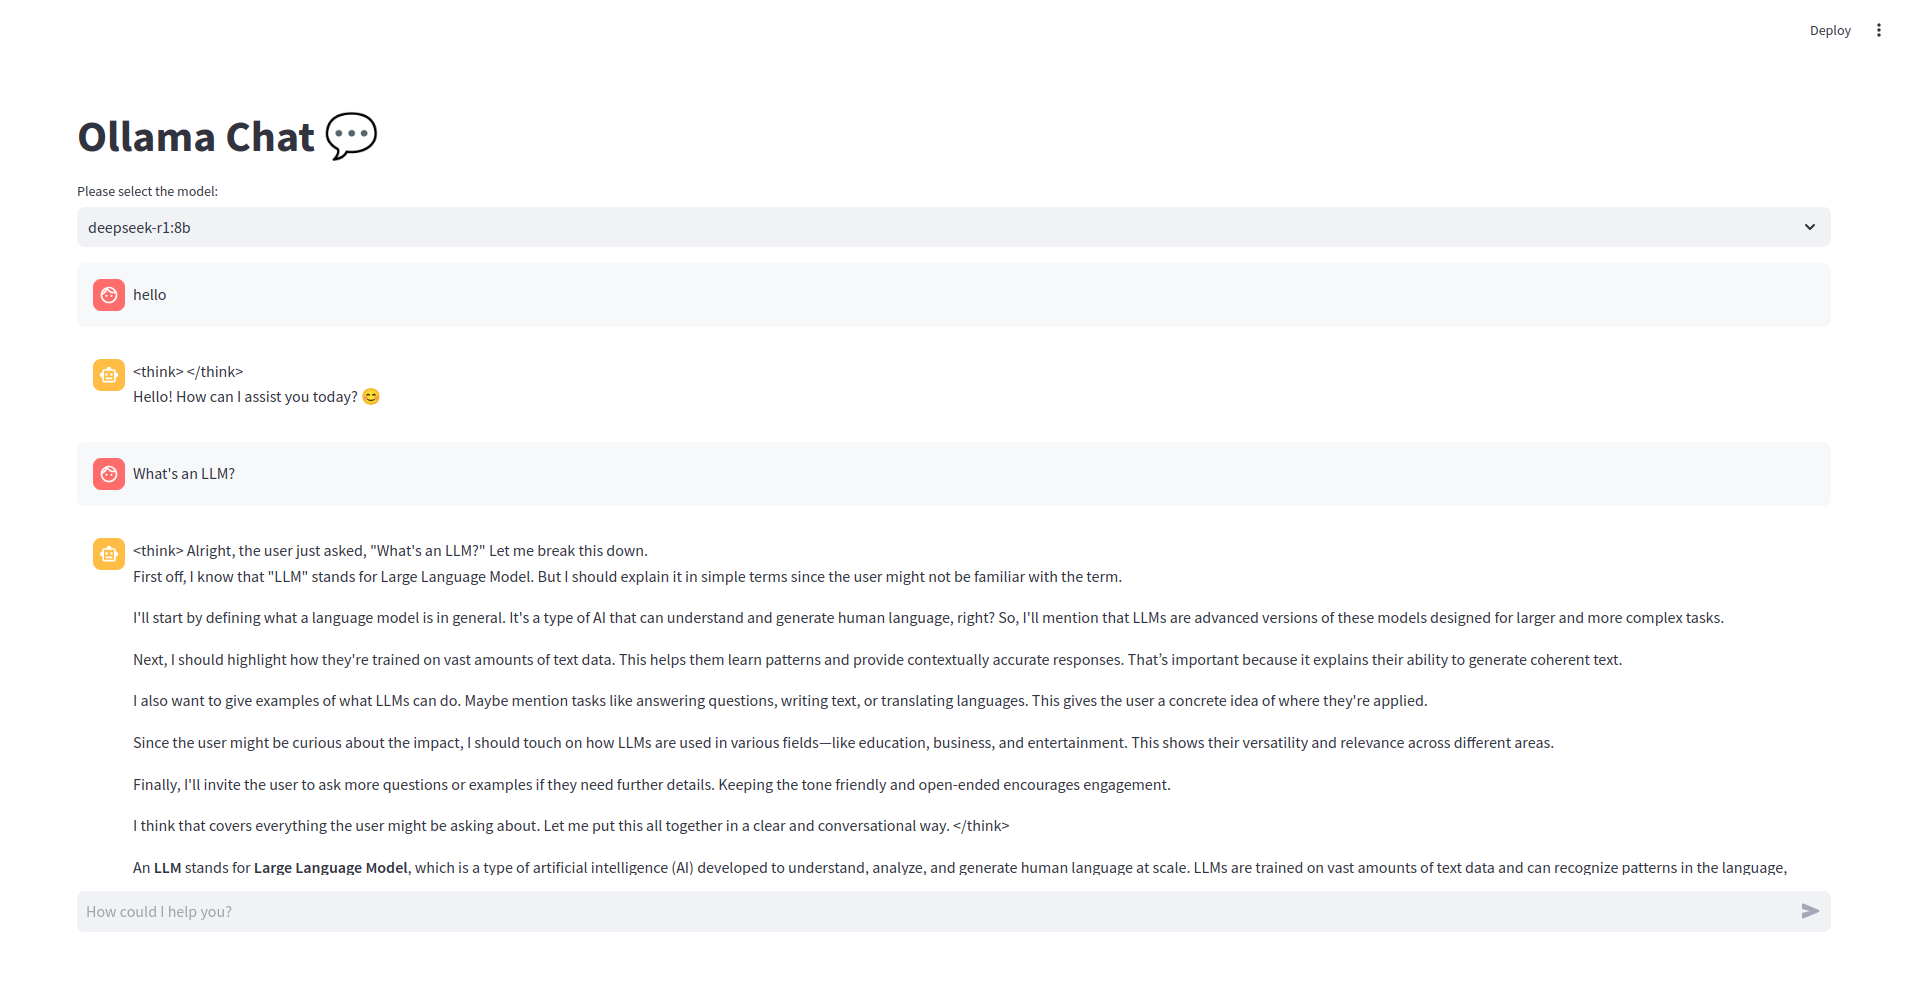 Deploy
Ollama Chat 💬
Please select the model:
deepseek-r1:8b
hello
<think> </think>
Hello! How can I assist you today? 😊
What's an LLM?
<think> Alright, the user just asked, "What's an LLM?" Let me break this down.
First off, I know that "LLM" stands for Large Language Model. But I should explain it in simple terms since the user might not be familiar with the term.
I'll start by defining what a language model is in general. It's a type of AI that can understand and generate human language, right? So, I'll mention that LLMs are advanced versions of these models designed for larger and more complex tasks.
Next, I should highlight how they're trained on vast amounts of text data. This helps them learn patterns and provide contextually accurate responses. That’s important because it explains their ability to generate coherent text.
I also want to give examples of what LLMs can do. Maybe mention tasks like answering questions, writing text, or translating languages. This gives the user a concrete idea of where they're applied.
Since the user might be curious about the impact, I should touch on how LLMs are used in various fields—like education, business, and entertainment. This shows their versatility and relevance across different areas.
Finally, I'll invite the user to ask more questions or examples if they need further details. Keeping the tone friendly and open-ended encourages engagement.
I think that covers everything the user might be asking about. Let me put this all together in a clear and conversational way. </think>
An LLM stands for Large Language Model, which is a type of artificial intelligence (AI) developed to understand, analyze, and generate human language at scale. LLMs are trained on vast amounts of text data and can recognize patterns in the language,
How could I help you?